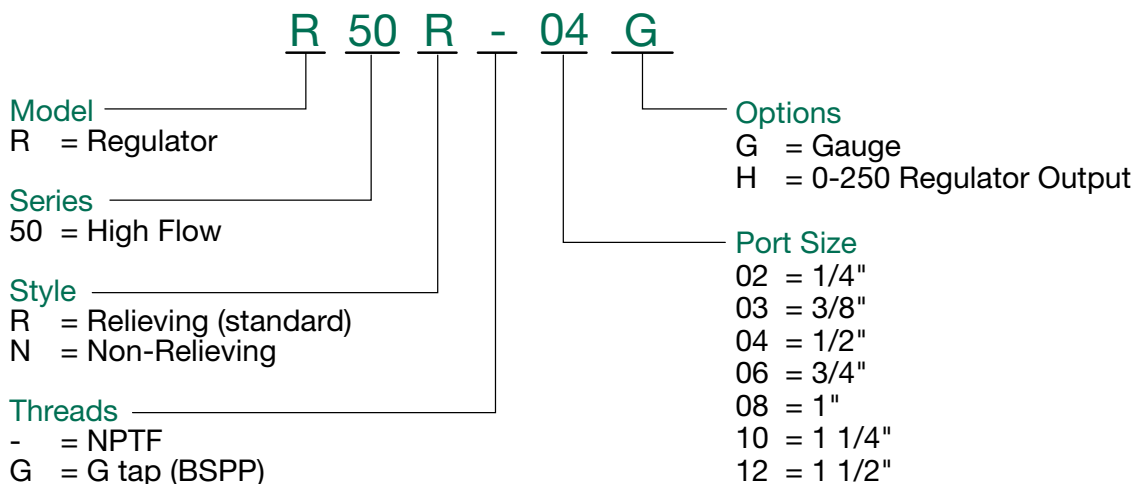 R 50 R - 04 G
Model
R = Regulator
Series
50 = High Flow
Style
R = Relieving (standard)
N = Non-Relieving
Threads
- = NPTF
G = G tap (BSPP)
Options
G = Gauge
H = 0-250 Regulator Output
Port Size
02 = 1/4"
03 = 3/8"
04 = 1/2"
06 = 3/4"
08 = 1"
10 = 1 1/4"
12 = 1 1/2"